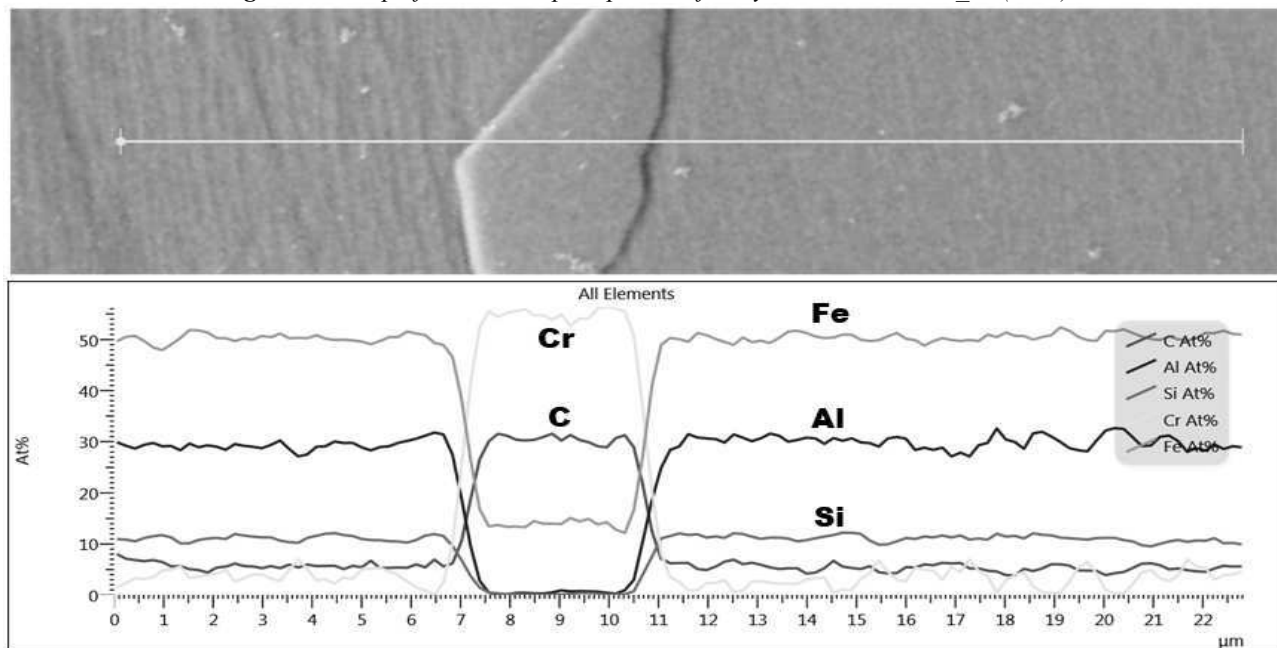 All Elements
At%
50
40
30
20
10
0
Cr
C
Fe
Al
Si
C At%
Al At%
Si At%
Cr At%
Fe At%
0 1 2 3 4 5 6 7 8 9 10 11 12 13 14 15 16 17 18 19 20 21 22
µm